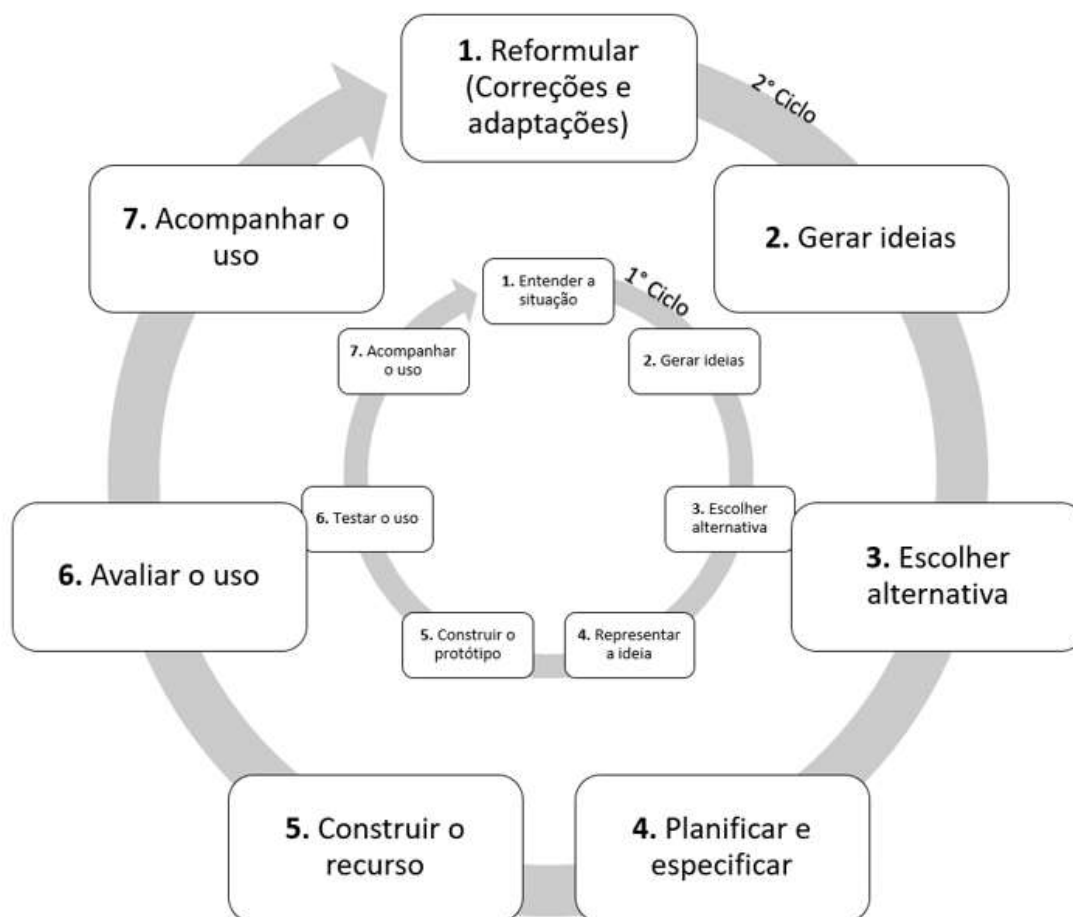 1. Reformular
(Correções e
adaptações)
2° Ciclo
2. Gerar ideias
3. Escolher
alternativa
4. Planificar e
especificar
5. Construir o
recurso
6. Avaliar o uso
7. Acompanhar o
uso
1. Entender a
situação
1° Ciclo
2. Gerar ideias
3. Escolher
alternativa
4. Representar
a ideia
5. Construir o
protótipo
6. Testar o uso
7. Acompanhar
o uso